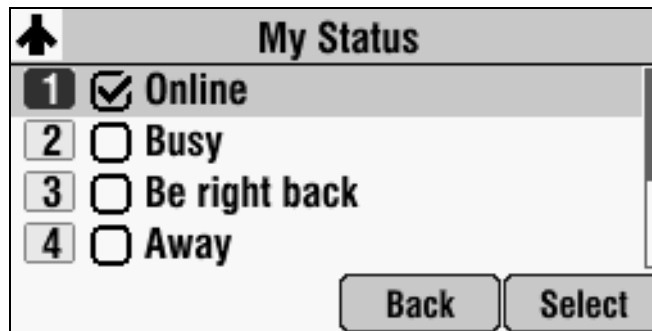 My Status
1 Online
2 Busy
3 Be right back
4 Away
Back Select